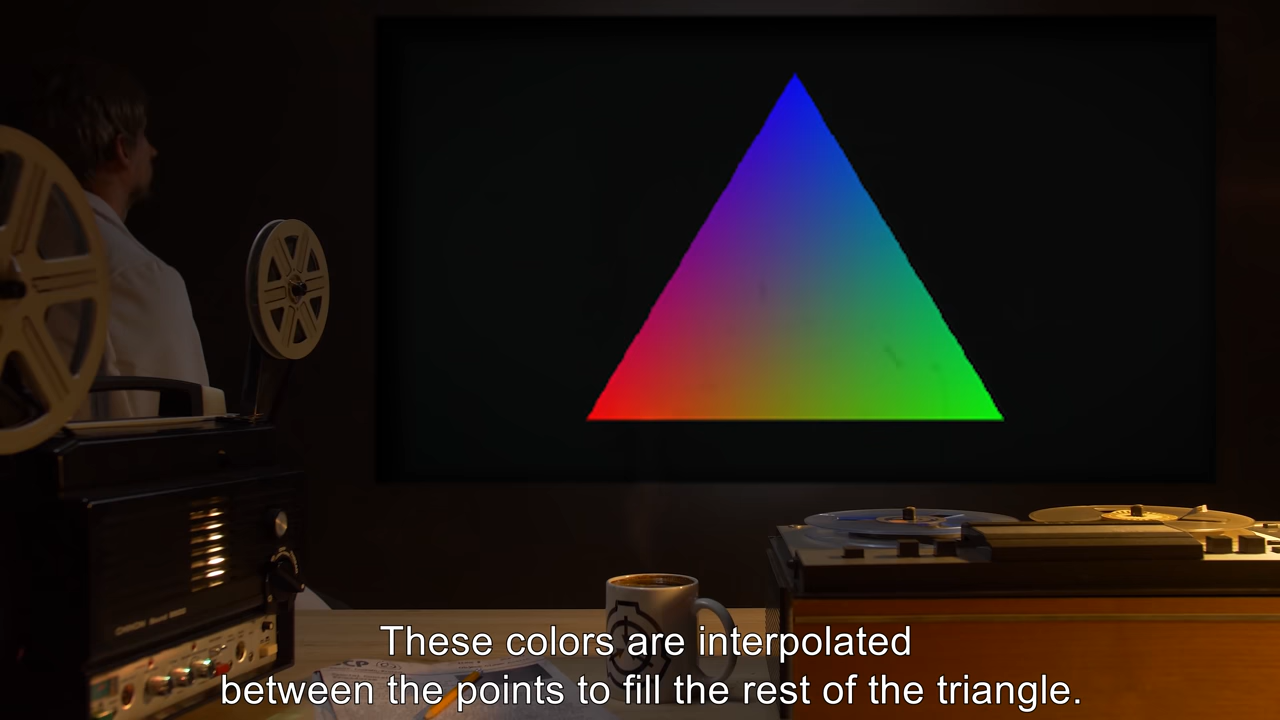 These colors are interpolated
between the points to fill the rest of the triangle.